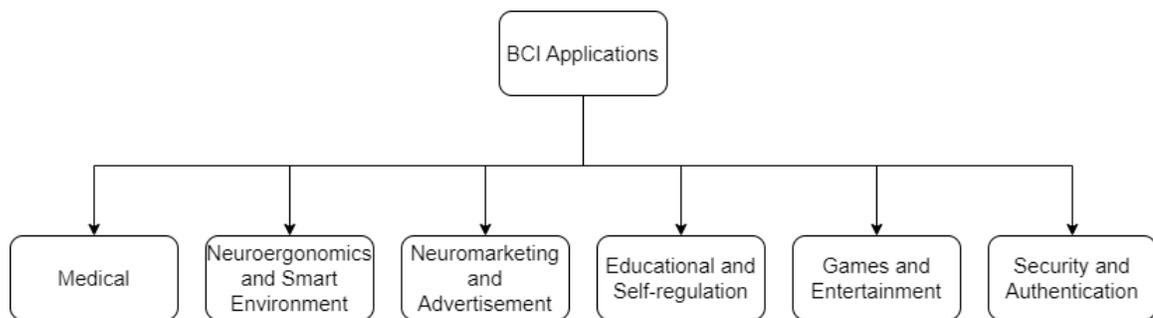 BCI Applications
Medical
Neuroergonomics
and Smart
Environment
Neuromarketing
and
Advertisement
Educational and
Self-regulation
Games and
Entertainment
Security and
Authentication